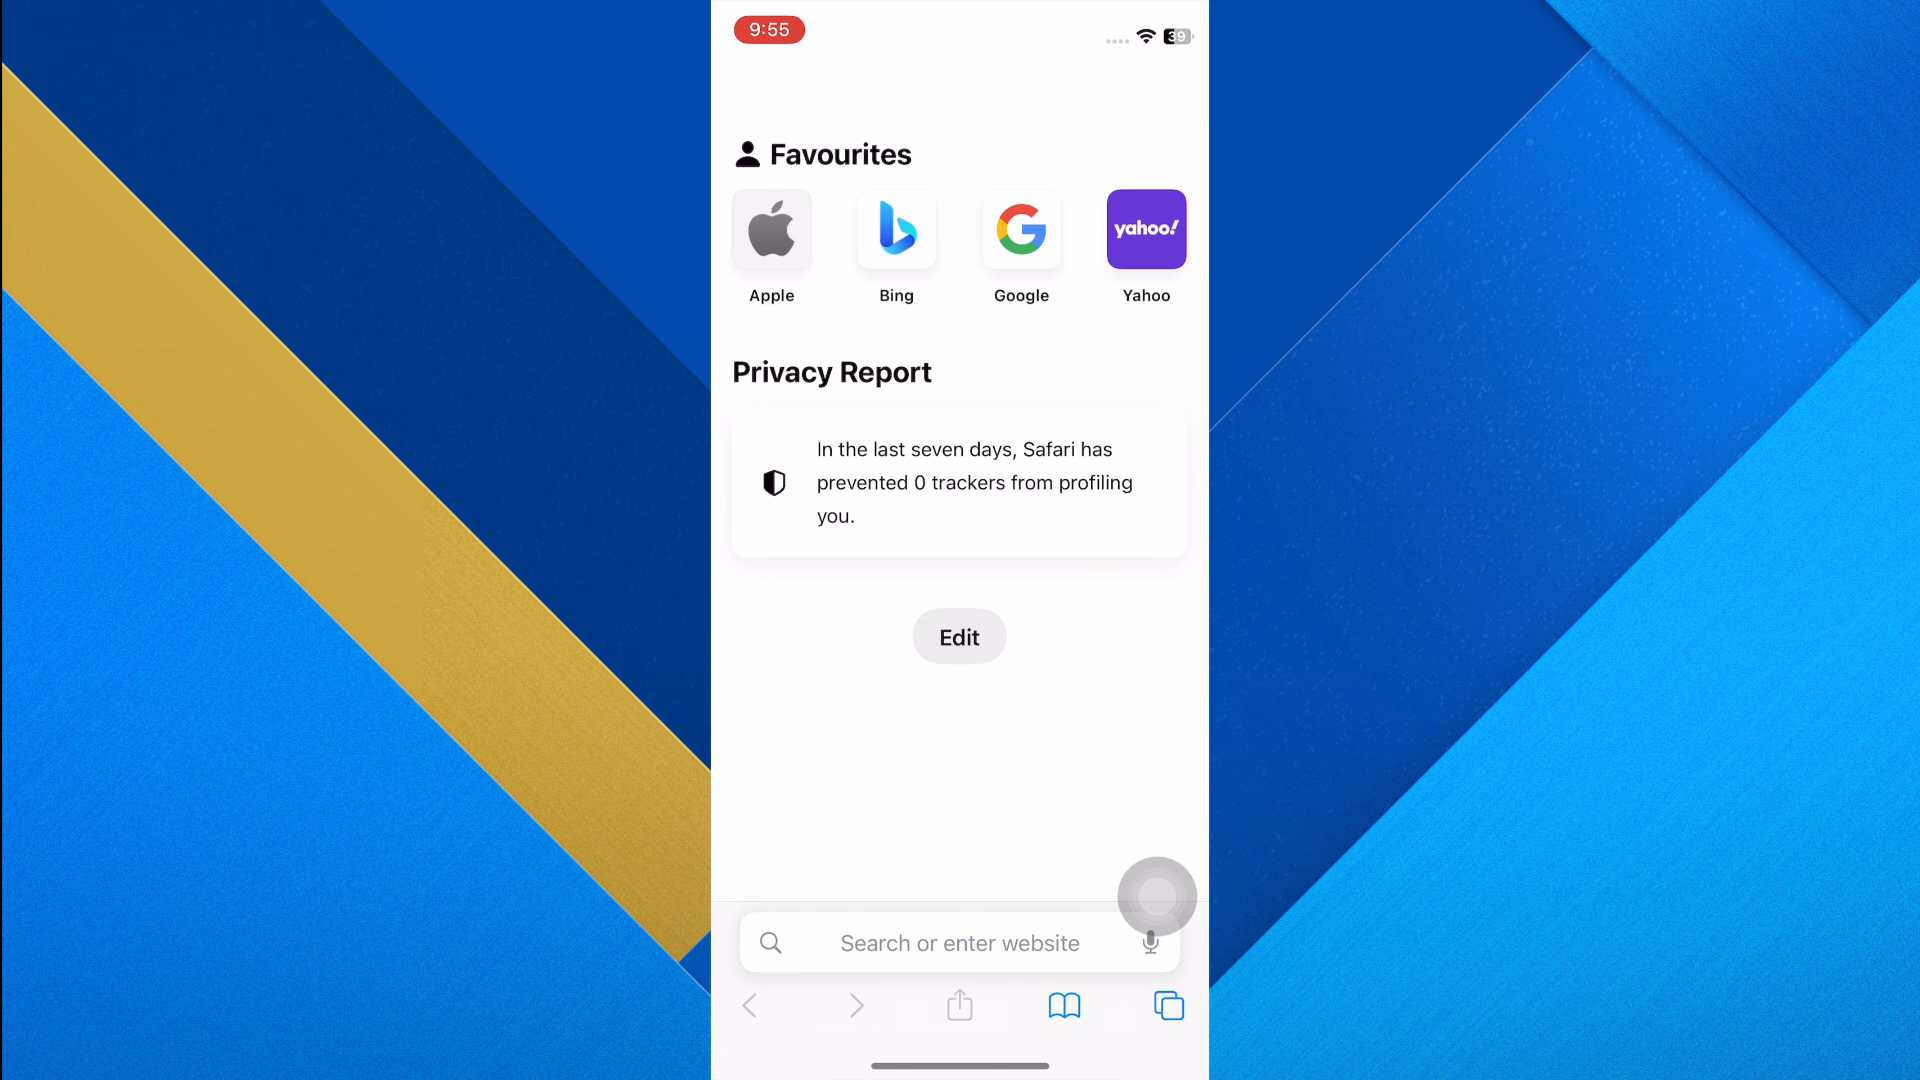 9:55
39
Favourites
yahoo!
Apple
Bing
Google
Yahoo
Privacy Report
In the last seven days, Safari has
prevented 0 trackers from profiling
you.
Edit
Search or enter website